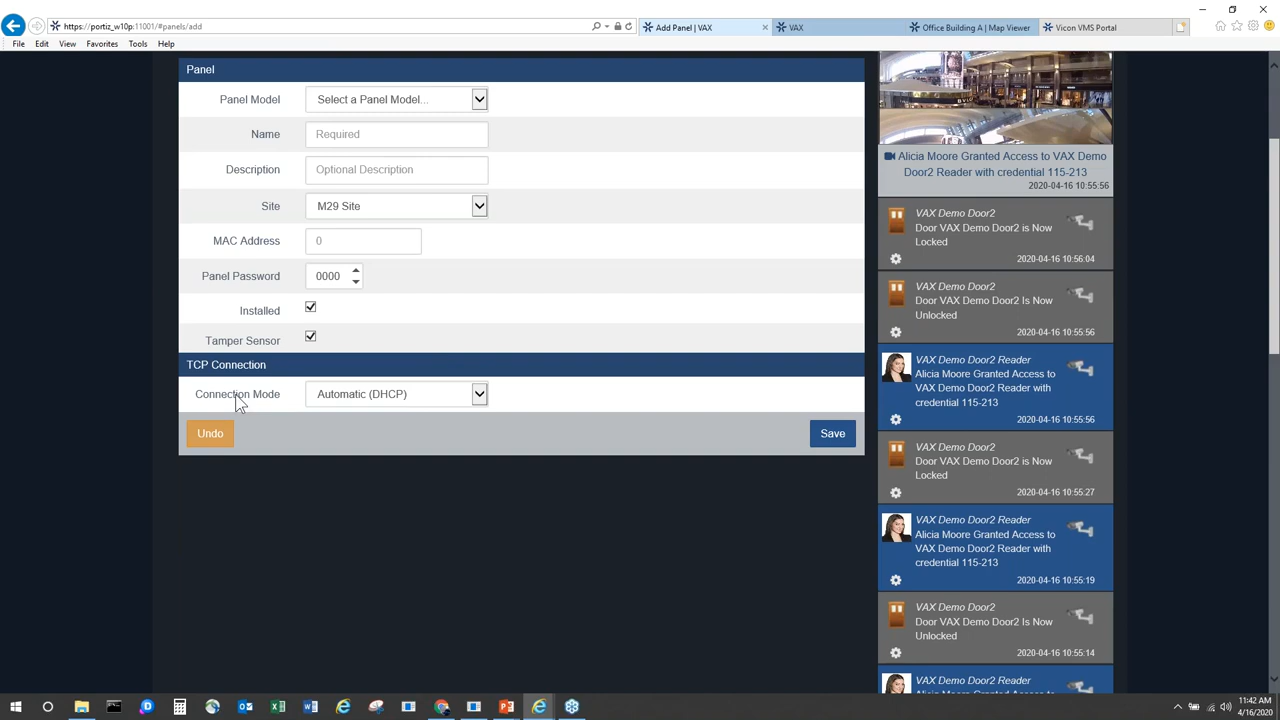 https://portiz_w10p:11001/#panels/add
Add Panel | VAX
VAX
Office Building A | Map Viewer
Vicon VMS Portal
File Edit View Favorites Tools Help
Panel
Panel Model
Select a Panel Model...
Name
Required
Description
Optional Description
Site
M29 Site
MAC Address
0
Panel Password
0000
Installed
Tamper Sensor
TCP Connection
Connection Mode
Automatic (DHCP)
Undo
Save
Alicia Moore Granted Access to VAX Demo
Door2 Reader with credential 115-213
2020-04-16 10:55:56
VAX Demo Door2
Door VAX Demo Door2 is Now
Locked
2020-04-16 10:56:04
VAX Demo Door2
Door VAX Demo Door2 Is Now
Unlocked
2020-04-16 10:55:56
VAX Demo Door2 Reader
Alicia Moore Granted Access to
VAX Demo Door2 Reader with
credential 115-213
2020-04-16 10:55:56
VAX Demo Door2
Door VAX Demo Door2 is Now
Locked
2020-04-16 10:55:27
VAX Demo Door2 Reader
Alicia Moore Granted Access to
VAX Demo Door2 Reader with
credential 115-213
2020-04-16 10:55:19
VAX Demo Door2
Door VAX Demo Door2 Is Now
Unlocked
2020-04-16 10:55:14
VAX Demo Door2 Reader
Alicia Moore Granted Access to
11:42 AM
4/16/2020